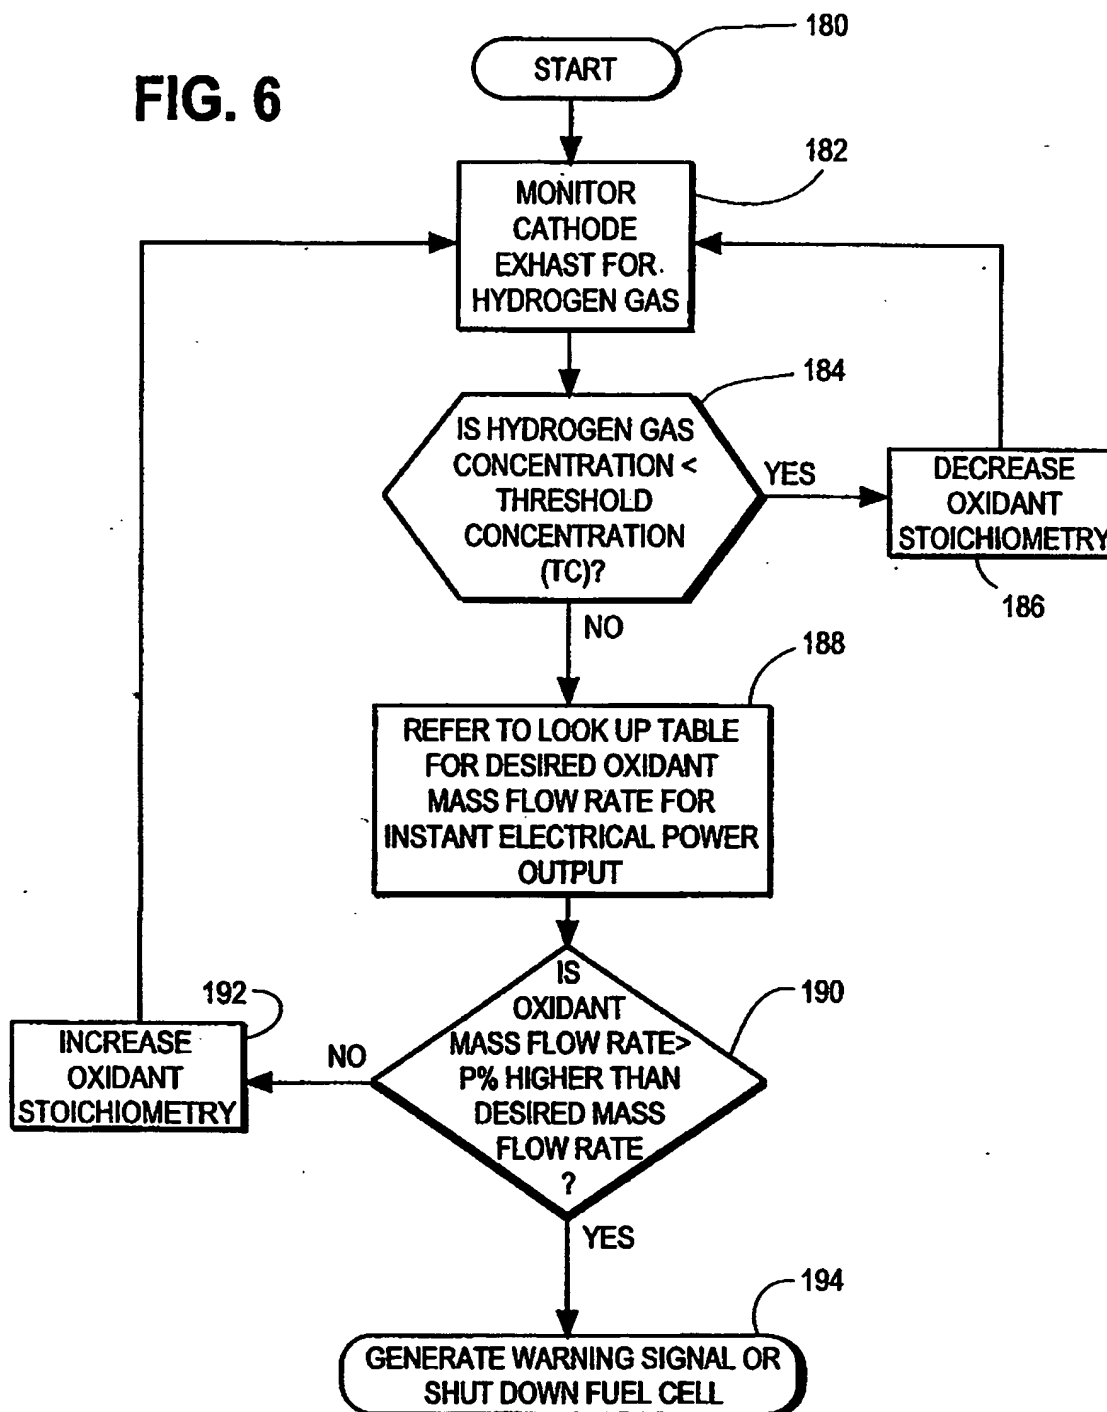 FIG. 6
START
180
MONITOR
CATHODE
EXHAST FOR
HYDROGEN GAS
182
IS HYDROGEN GAS
CONCENTRATION <
THRESHOLD
CONCENTRATION
(TC)?
184
YES
DECREASE
OXIDANT
STOICHIOMETRY
186
NO
188
REFER TO LOOK UP TABLE
FOR DESIRED OXIDANT
MASS FLOW RATE FOR
INSTANT ELECTRICAL POWER
OUTPUT
IS
OXIDANT
MASS FLOW RATE>
P% HIGHER THAN
DESIRED MASS
FLOW RATE
?
190
NO
192
INCREASE
OXIDANT
STOICHIOMETRY
YES
194
GENERATE WARNING SIGNAL OR
SHUT DOWN FUEL CELL